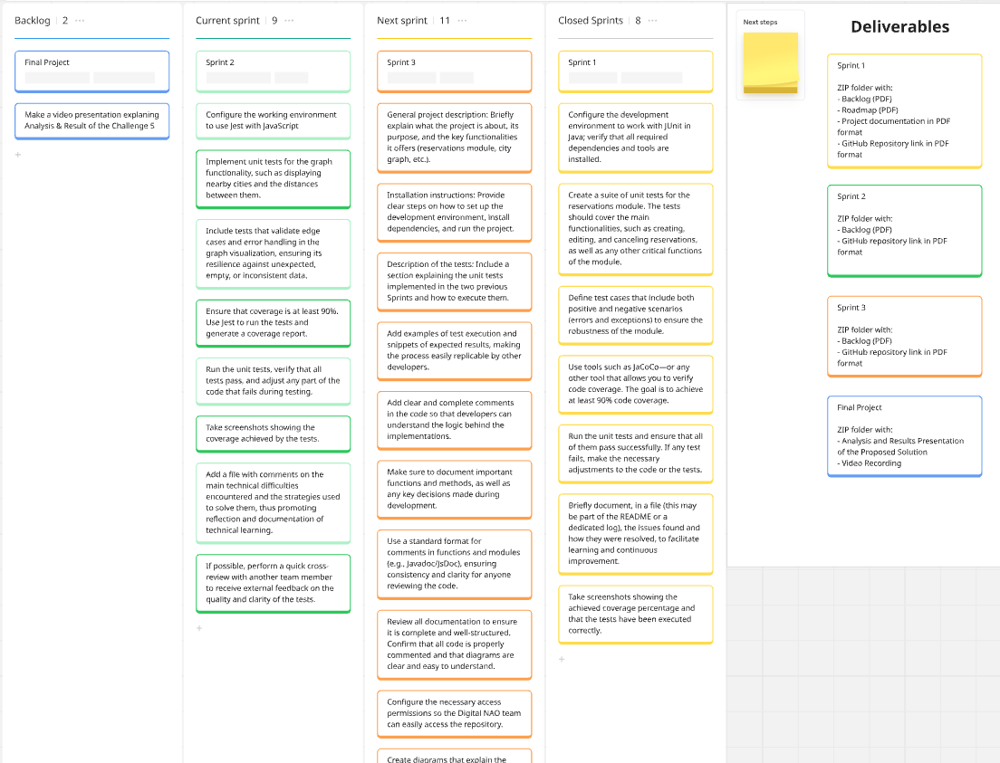 Backlog 2 ...
Final Project
Make a video presentation explaning
Analysis & Result of the Challenge 5
+
Current sprint 9 ...
Sprint 2
Configure the working environment
to use Jest with JavaScript
Implement unit tests for the graph
functionality, such as displaying
nearby cities and the distances
between them.
Include tests that validate edge
cases and error handling in the
graph visualization, ensuring its
resilience against unexpected,
empty, or inconsistent data.
Ensure that coverage is at least 90%.
Use Jest to run the tests and
generate a coverage report.
Run the unit tests, verify that all
tests pass, and adjust any part of the
code that fails during testing.
Take screenshots showing the
coverage achieved by the tests.
Add a file with comments on the
main technical difficulties
encountered and the strategies used
to solve them, thus promoting
reflection and documentation of
technical learning.
If possible, perform a quick cross-
review with another team member
to receive external feedback on the
quality and clarity of the tests.
+
Next sprint 11 ...
Sprint 3
General project description: Briefly
explain what the project is about, its
purpose, and the key functionalities
it offers (reservations module, city
graph, etc.).
Installation instructions: Provide
clear steps on how to set up the
development environment, install
dependencies, and run the project.
Description of the tests: Include a
section explaining the unit tests
implemented in the two previous
Sprints and how to execute them.
Add examples of test execution and
snippets of expected results, making
the process easily replicable by other
developers.
Add clear and complete comments
in the code so that developers can
understand the logic behind the
implementations.
Make sure to document important
functions and methods, as well as
any key decisions made during
development.
Use a standard format for
comments in functions and modules
(e.g., Javadoc/JsDoc), ensuring
consistency and clarity for anyone
reviewing the code.
Review all documentation to ensure
it is complete and well-structured.
Confirm that all code is properly
commented and that diagrams are
clear and easy to understand.
Configure the necessary access
permissions so the Digital NAO team
can easily access the repository.
Create diagrams that explain the
Closed Sprints 8 ...
Sprint 1
Configure the development
environment to work with JUnit in
Java; verify that all required
dependencies and tools are
installed.
Create a suite of unit tests for the
reservations module. The tests
should cover the main
functionalities, such as creating,
editing, and canceling reservations,
as well as any other critical functions
of the module.
Define test cases that include both
positive and negative scenarios
(errors and exceptions) to ensure the
robustness of the module.
Use tools such as JaCoCo—or any
other tool that allows you to verify
code coverage. The goal is to achieve
at least 90% code coverage.
Run the unit tests and ensure that all
of them pass successfully. If any test
fails, make the necessary
adjustments to the code or the tests.
Briefly document, in a file (this may
be part of the README or a
dedicated log), the issues found and
how they were resolved, to facilitate
learning and continuous
improvement.
Take screenshots showing the
achieved coverage percentage and
that the tests have been executed
correctly.
+
Next steps
Deliverables
Sprint 1
ZIP folder with:
- Backlog (PDF)
- Roadmap (PDF)
- Project documentation in PDF
format
- GitHub Repository link in PDF
format
Sprint 2
ZIP folder with:
- Backlog (PDF)
- GitHub repository link in PDF
format
Sprint 3
ZIP folder with:
- Backlog (PDF)
- GitHub repository link in PDF
format
Final Project
ZIP folder with:
- Analysis and Results Presentation
of the Proposed Solution
- Video Recording